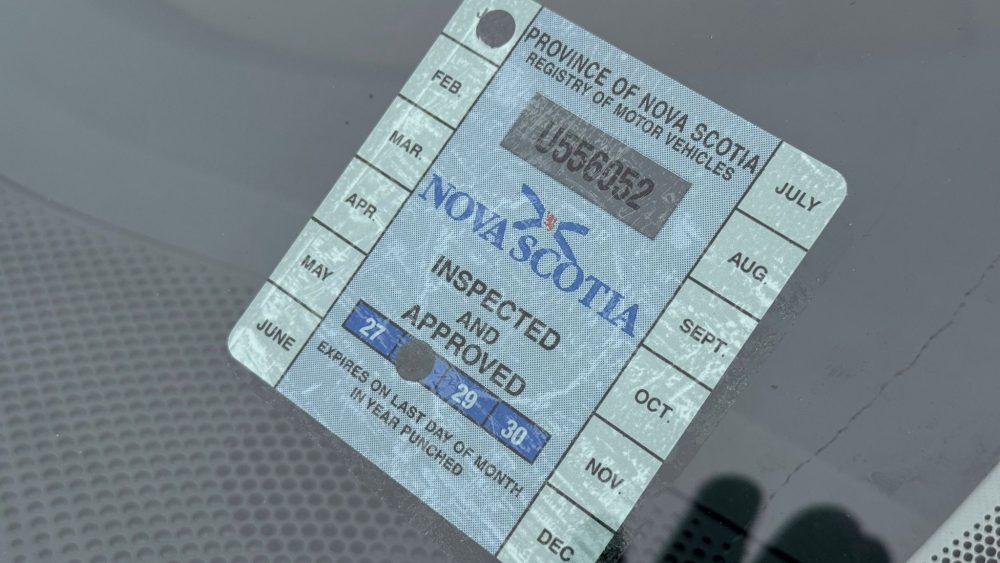 PROVINCE OF NOVA SCOTIA
REGISTRY OF MOTOR VEHICLES
U556052
NOVA SCOTIA
INSPECTED
AND
APPROVED
27 29 30
EXPIRES ON LAST DAY OF MONTH
IN YEAR PUNCHED
FEB.
MAR.
APR.
MAY
JUNE
JULY
AUG.
SEPT.
OCT.
NOV.
DEC